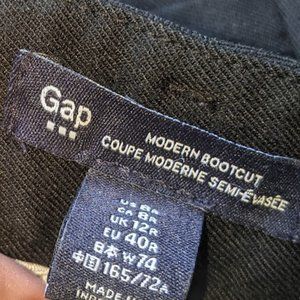 Gap
MODERN BOOTCUT
COUPE MODERNE SEMI-ÉVASÉE
US 8R
CA 8R
UK 12R
EU 40R
日本 W74
中国 165/72A
MADE